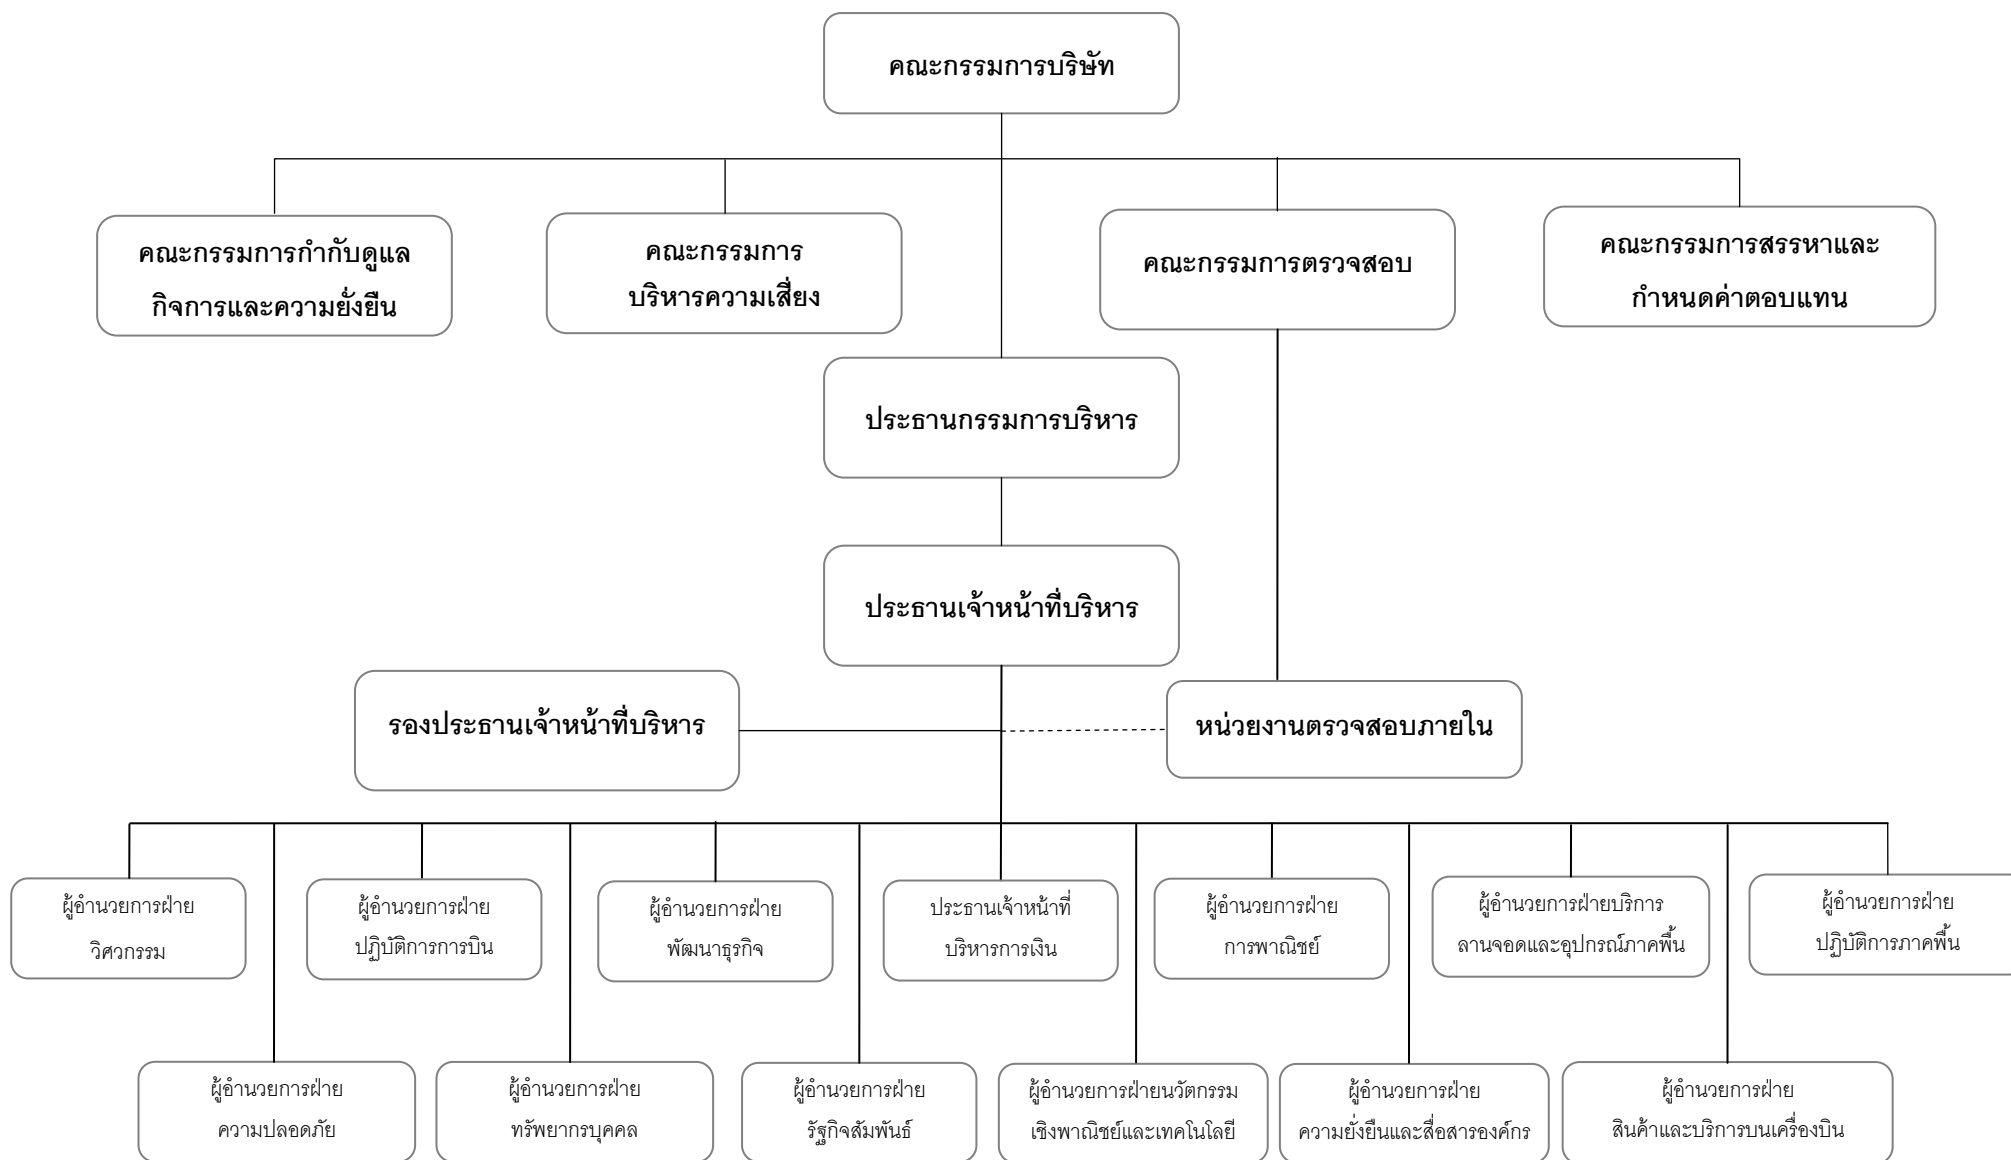 คณะกรรมการบริษัท
คณะกรรมการกำกับดูแล
กิจการและความยั่งยืน
คณะกรรมการ
บริหารความเสี่ยง
คณะกรรมการตรวจสอบ
คณะกรรมการสรรหาและ
กำหนดค่าตอบแทน
ประธานกรรมการบริหาร
ประธานเจ้าหน้าที่บริหาร
รองประธานเจ้าหน้าที่บริหาร
หน่วยงานตรวจสอบภายใน
ผู้อำนวยการฝ่าย
วิศวกรรม
ผู้อำนวยการฝ่าย
ปฏิบัติการการบิน
ผู้อำนวยการฝ่าย
พัฒนาธุรกิจ
ประธานเจ้าหน้าที่
บริหารการเงิน
ผู้อำนวยการฝ่าย
การพาณิชย์
ผู้อำนวยการฝ่ายบริการ
ลานจอดและอุปกรณ์ภาคพื้น
ผู้อำนวยการฝ่าย
ปฏิบัติการภาคพื้น
ผู้อำนวยการฝ่าย
ความปลอดภัย
ผู้อำนวยการฝ่าย
ทรัพยากรบุคคล
ผู้อำนวยการฝ่าย
รัฐกิจสัมพันธ์
ผู้อำนวยการฝ่ายนวัตกรรม
เชิงพาณิชย์และเทคโนโลยี
ผู้อำนวยการฝ่าย
ความยั่งยืนและสื่อสารองค์กร
ผู้อำนวยการฝ่าย
สินค้าและบริการบนเครื่องบิน